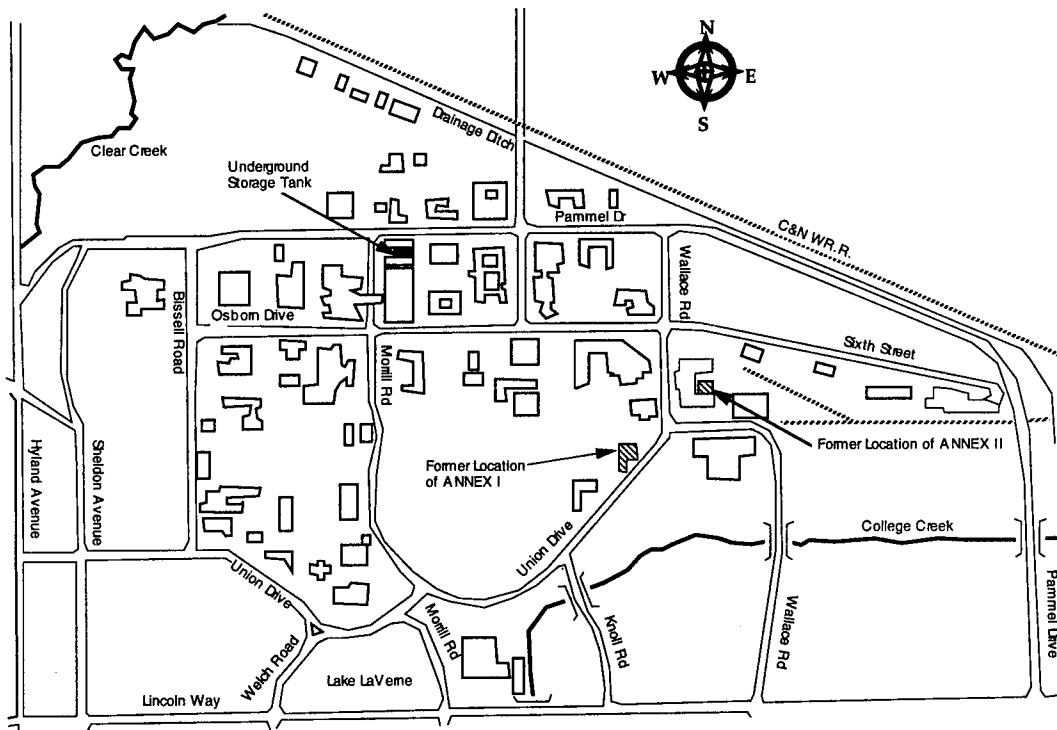 N
W E
S
Clear Creek
Drainage Ditch
Underground
Storage Tank
Pammel Dr
C&N W R.R.
Wallace Rd
Bissell Road
Osborn Drive
Sixth Street
Morrill Rd
Hyland Avenue
Sheldon Avenue
Former Location
of ANNEX I
Former Location of ANNEX II
College Creek
Union Drive
Union Drive
Morrill Rd
Knoll Rd
Wallace Rd
Pammel Drive
Welch Road
Lake LaVerne
Lincoln Way